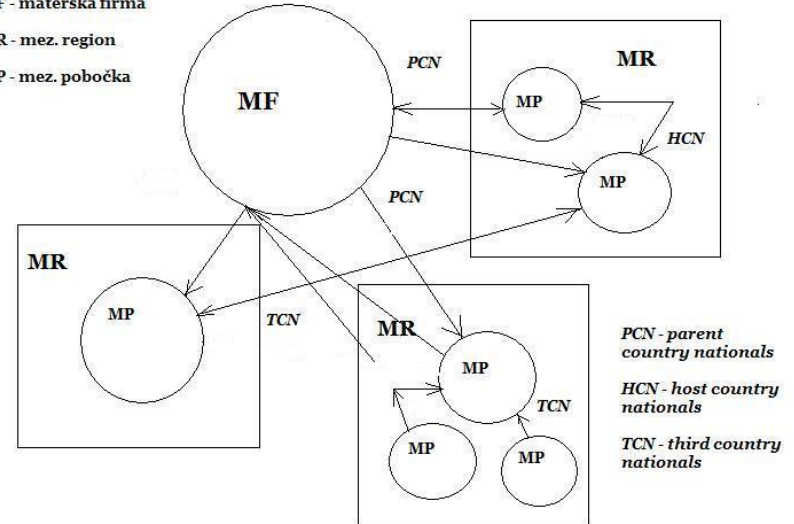 F - mateřská firma
R - mez. region
P - mez. pobočka
MF
PCN
MR
MP
HCN
MP
PCN
MR
MP
TCN
MR
MP
TCN
MP
MP
PCN - parent
country nationals
HCN - host country
nationals
TCN - third country
nationals